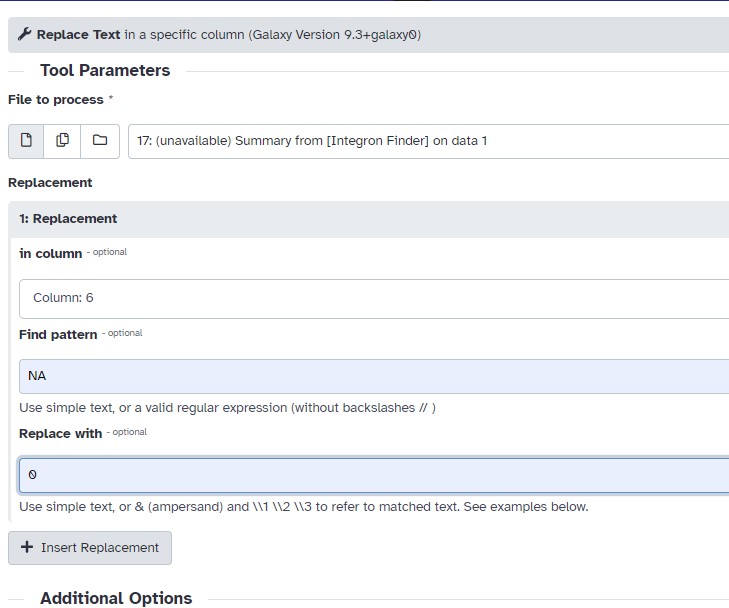 Replace Text in a specific column (Galaxy Version 9.3+galaxy0)
Tool Parameters
File to process *
17: (unavailable) Summary from [Integron Finder] on data 1
Replacement
1: Replacement
in column - optional
Column: 6
Find pattern - optional
NA
Use simple text, or a valid regular expression (without backslashes // )
Replace with - optional
0
Use simple text, or & (ampersand) and \\1 \\2 \\3 to refer to matched text. See examples below.
+ Insert Replacement
Additional Options